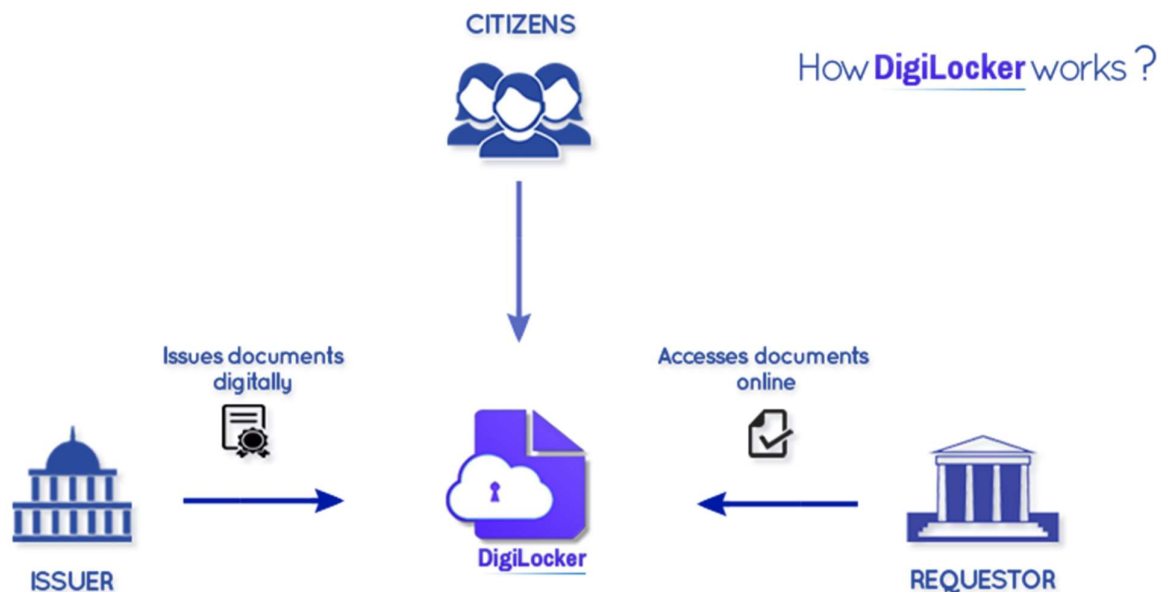 CITIZENS
How DigiLocker works ?
Issues documents
digitally
Accesses documents
online
DigiLocker
ISSUER
REQUESTOR